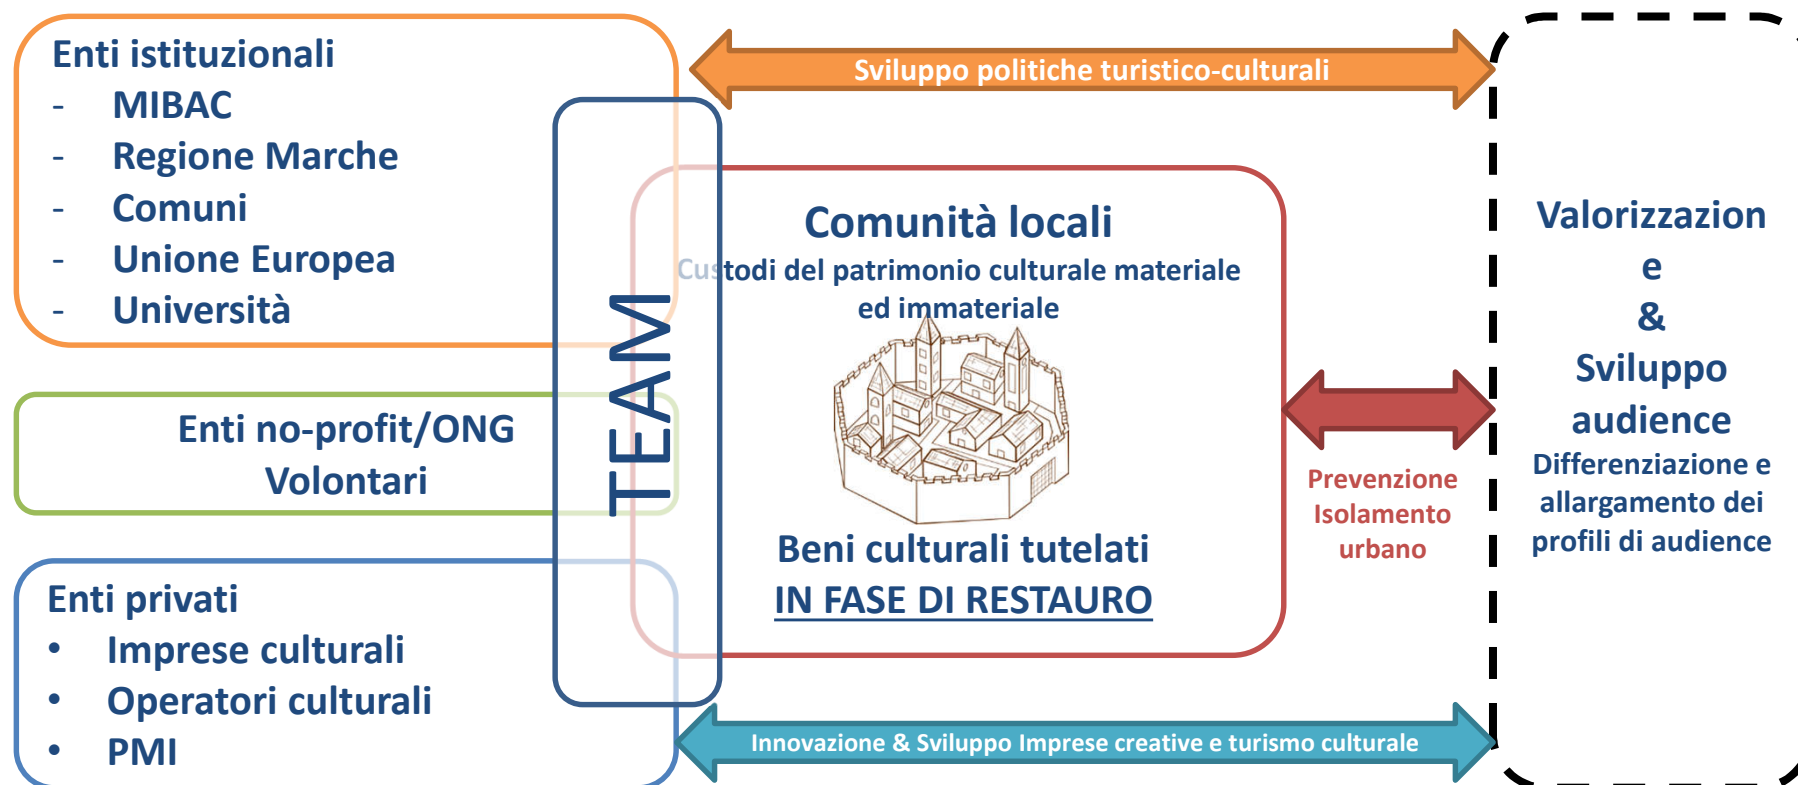 Enti istituzionali
- MIBAC
- Regione Marche
- Comuni
- Unione Europea
- Università
Enti no-profit/ONG
Volontari
Enti privati
• Imprese culturali
• Operatori culturali
• PMI
TEAM
Comunità locali
Custodi del patrimonio culturale materiale
ed immateriale
Beni culturali tutelati
IN FASE DI RESTAURO
Sviluppo politiche turistico-culturali
Prevenzione
Isolamento
urbano
Innovazione & Sviluppo Imprese creative e turismo culturale
Valorizzazion
e
&
Sviluppo
audience
Differenziazione e
allargamento dei
profili di audience